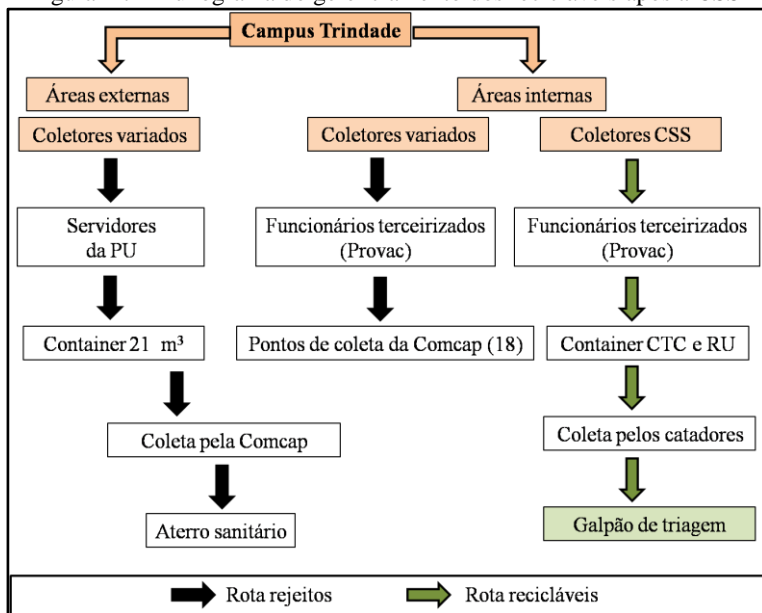 Campus Trindade
Áreas externas
Áreas internas
Coletores variados
Coletores variados
Coletores CSS
Servidores
da PU
Funcionários terceirizados
(Provac)
Funcionários terceirizados
(Provac)
Container 21 m³
Pontos de coleta da Comcap (18)
Container CTC e RU
Coleta pela Comcap
Coleta pelos catadores
Aterro sanitário
Galpão de triagem
Rota rejeitos
Rota recicláveis